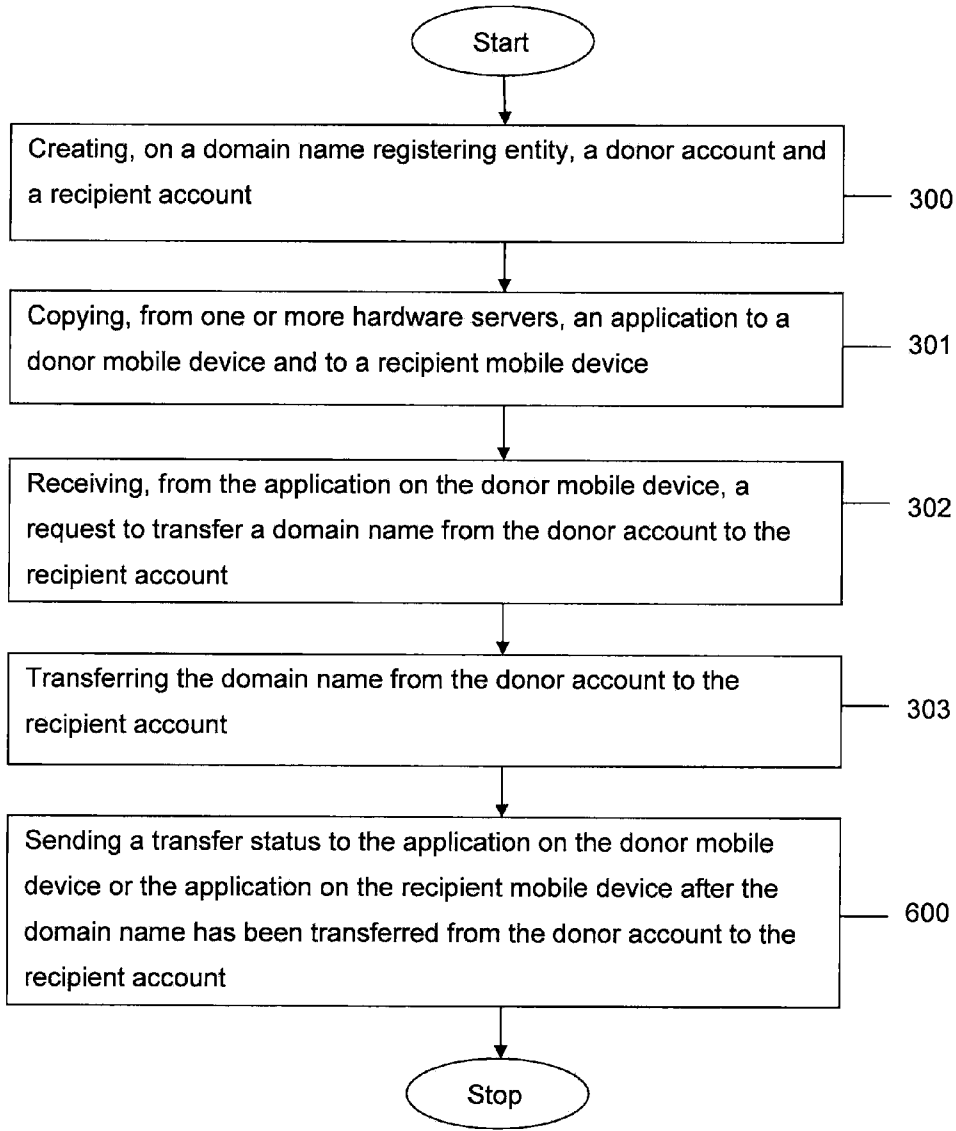 Start
Creating, on a domain name registering entity, a donor account and
a recipient account
300
Copying, from one or more hardware servers, an application to a
donor mobile device and to a recipient mobile device
301
Receiving, from the application on the donor mobile device, a
request to transfer a domain name from the donor account to the
recipient account
302
Transferring the domain name from the donor account to the
recipient account
303
Sending a transfer status to the application on the donor mobile
device or the application on the recipient mobile device after the
domain name has been transferred from the donor account to the
recipient account
600
Stop